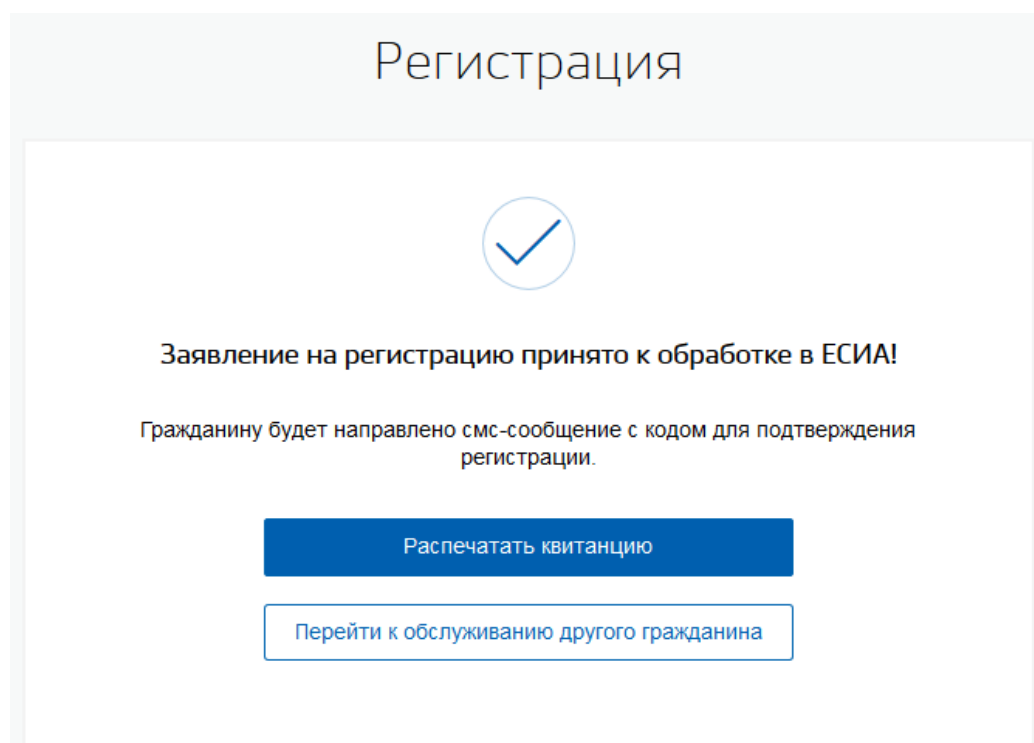 Регистрация
Заявление на регистрацию принято к обработке в ЕСИА!
Гражданину будет направлено смс-сообщение с кодом для подтверждения
регистрации.
Распечатать квитанцию
Перейти к обслуживанию другого гражданина